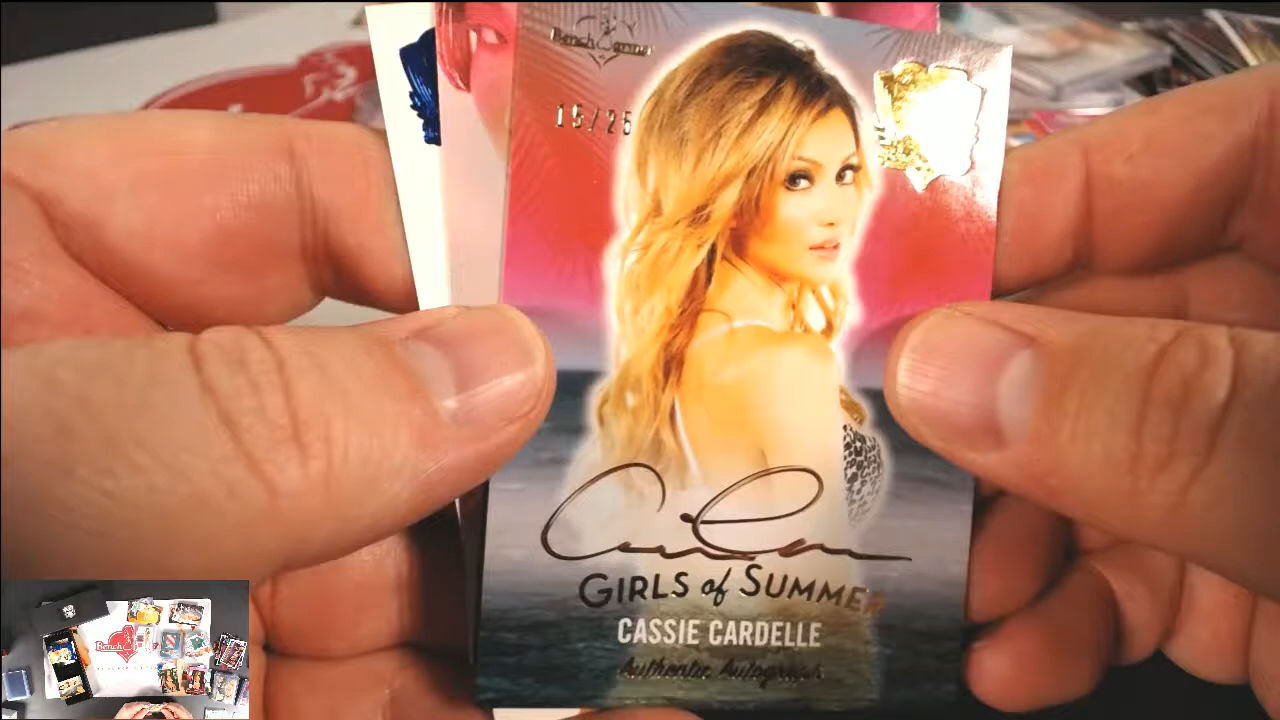 Bench Warmer
15/25
GIRLS of SUMMER
CASSIE CARDELLE
Authentic Autograph